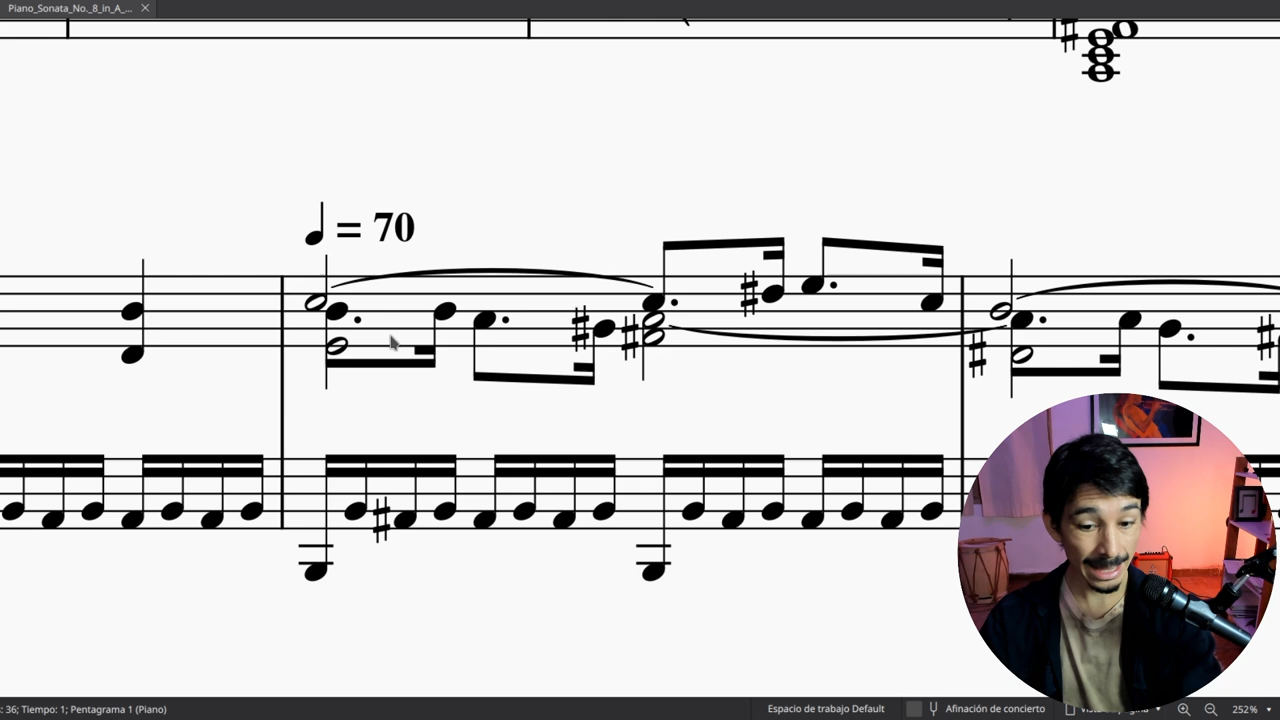 Piano_Sonata_No._8_in_A_...
= 70
: 36; Tiempo: 1; Pentagrama 1 (Piano)
Espacio de trabajo Default
Afinación de concierto
252%